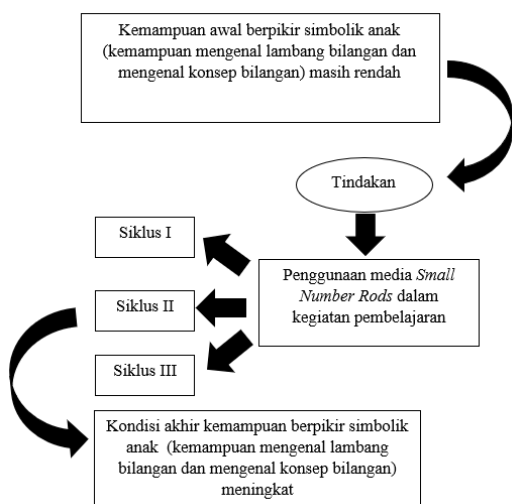 Kemampuan awal berpikir simbolik anak
(kemampuan mengenal lambang bilangan dan
mengenal konsep bilangan) masih rendah
Tindakan
Siklus I
Penggunaan media Small
Number Rods dalam
kegiatan pembelajaran
Siklus II
Siklus III
Kondisi akhir kemampuan berpikir simbolik
anak (kemampuan mengenal lambang
bilangan dan mengenal konsep bilangan)
meningkat